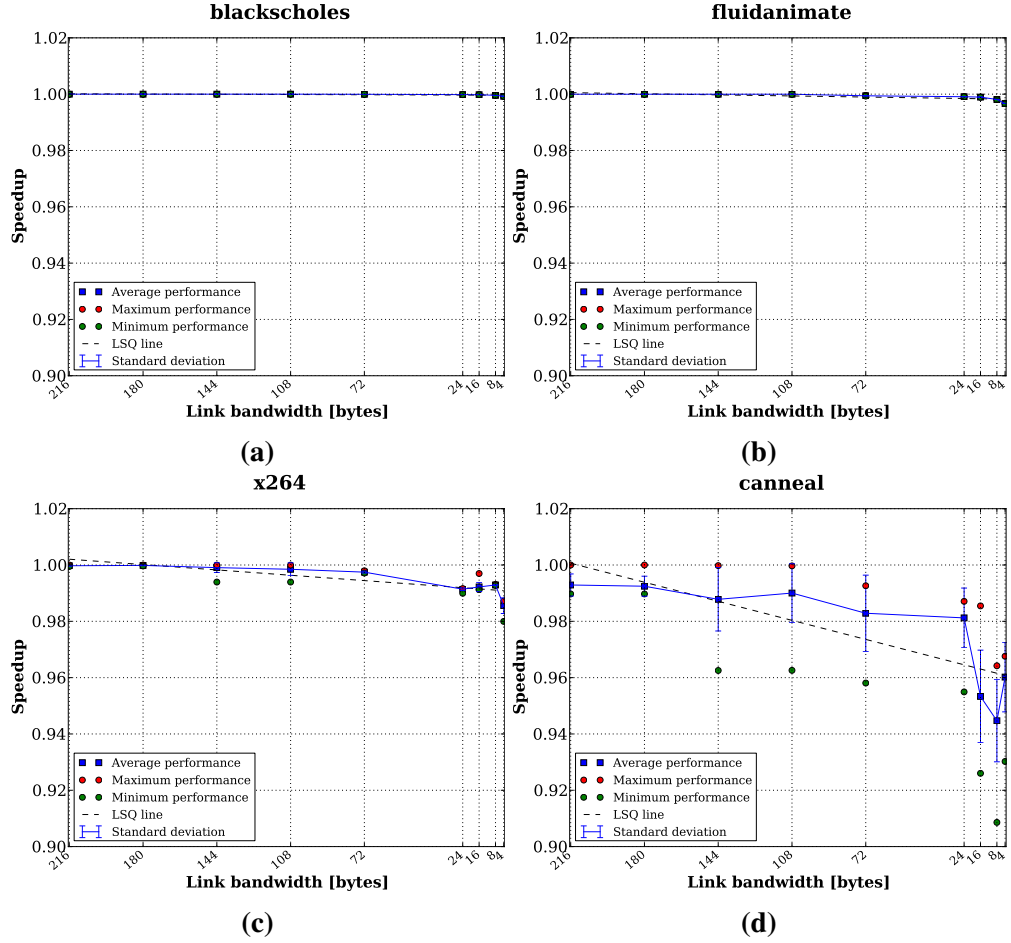 blackscholes
1.02
1.00
0.98
0.96
0.94
0.92
0.90
Speedup
Average performance
Maximum performance
Minimum performance
LSQ line
Standard deviation
216 180 144 108 72 24 16 8 4
Link bandwidth [bytes]
(a)
fluidanimate
1.02
1.00
0.98
0.96
0.94
0.92
0.90
Speedup
Average performance
Maximum performance
Minimum performance
LSQ line
Standard deviation
216 180 144 108 72 24 16 8 4
Link bandwidth [bytes]
(b)
x264
1.02
1.00
0.98
0.96
0.94
0.92
0.90
Speedup
Average performance
Maximum performance
Minimum performance
LSQ line
Standard deviation
216 180 144 108 72 24 16 8 4
Link bandwidth [bytes]
(c)
canneal
1.02
1.00
0.98
0.96
0.94
0.92
0.90
Speedup
Average performance
Maximum performance
Minimum performance
LSQ line
Standard deviation
216 180 144 108 72 24 16 8 4
Link bandwidth [bytes]
(d)